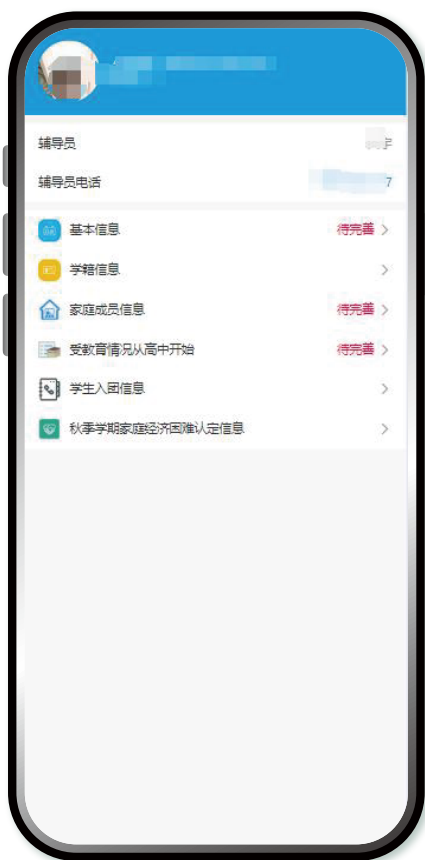 辅导员
辅导员电话 7
基本信息 待完善
学籍信息
家庭成员信息 待完善
受教育情况从高中开始 待完善
学生入团信息
秋季学期家庭经济困难认定信息